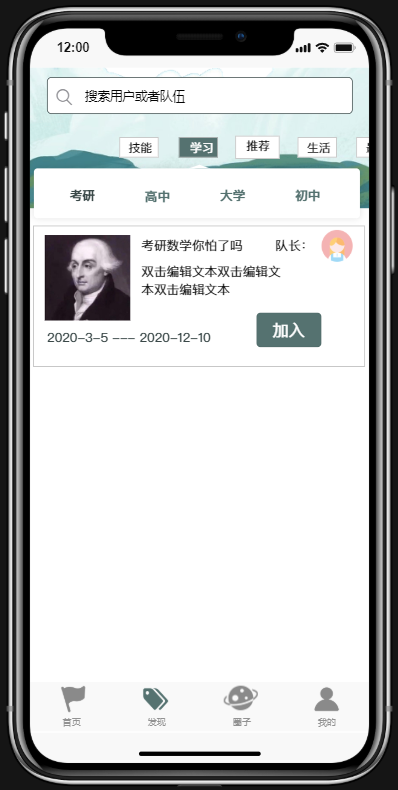 12:00
搜索用户或者队伍
技能
学习
推荐
生活
考研
高中
大学
初中
考研数学你怕了吗
队长：
双击编辑文本双击编辑文
本双击编辑文本
2020-3-5 --- 2020-12-10
加入
首页
发现
圈子
我的